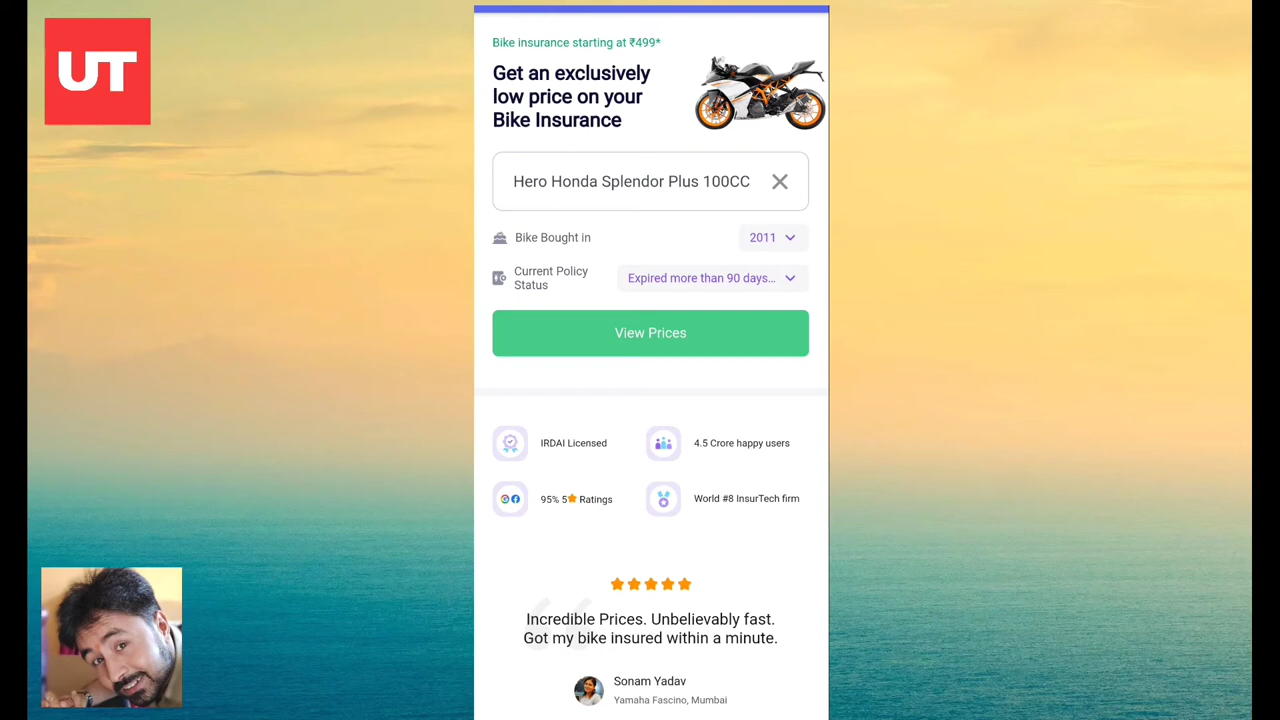 UT
Bike insurance starting at ₹499*
Get an exclusively
low price on your
Bike Insurance
Hero Honda Splendor Plus 100CC
Bike Bought in
2011
Current Policy
Status
Expired more than 90 days...
View Prices
IRDAI Licensed
4.5 Crore happy users
95% 5⭐ Ratings
World #8 InsurTech firm
Incredible Prices. Unbelievably fast.
Got my bike insured within a minute.
Sonam Yadav
Yamaha Fascino, Mumbai